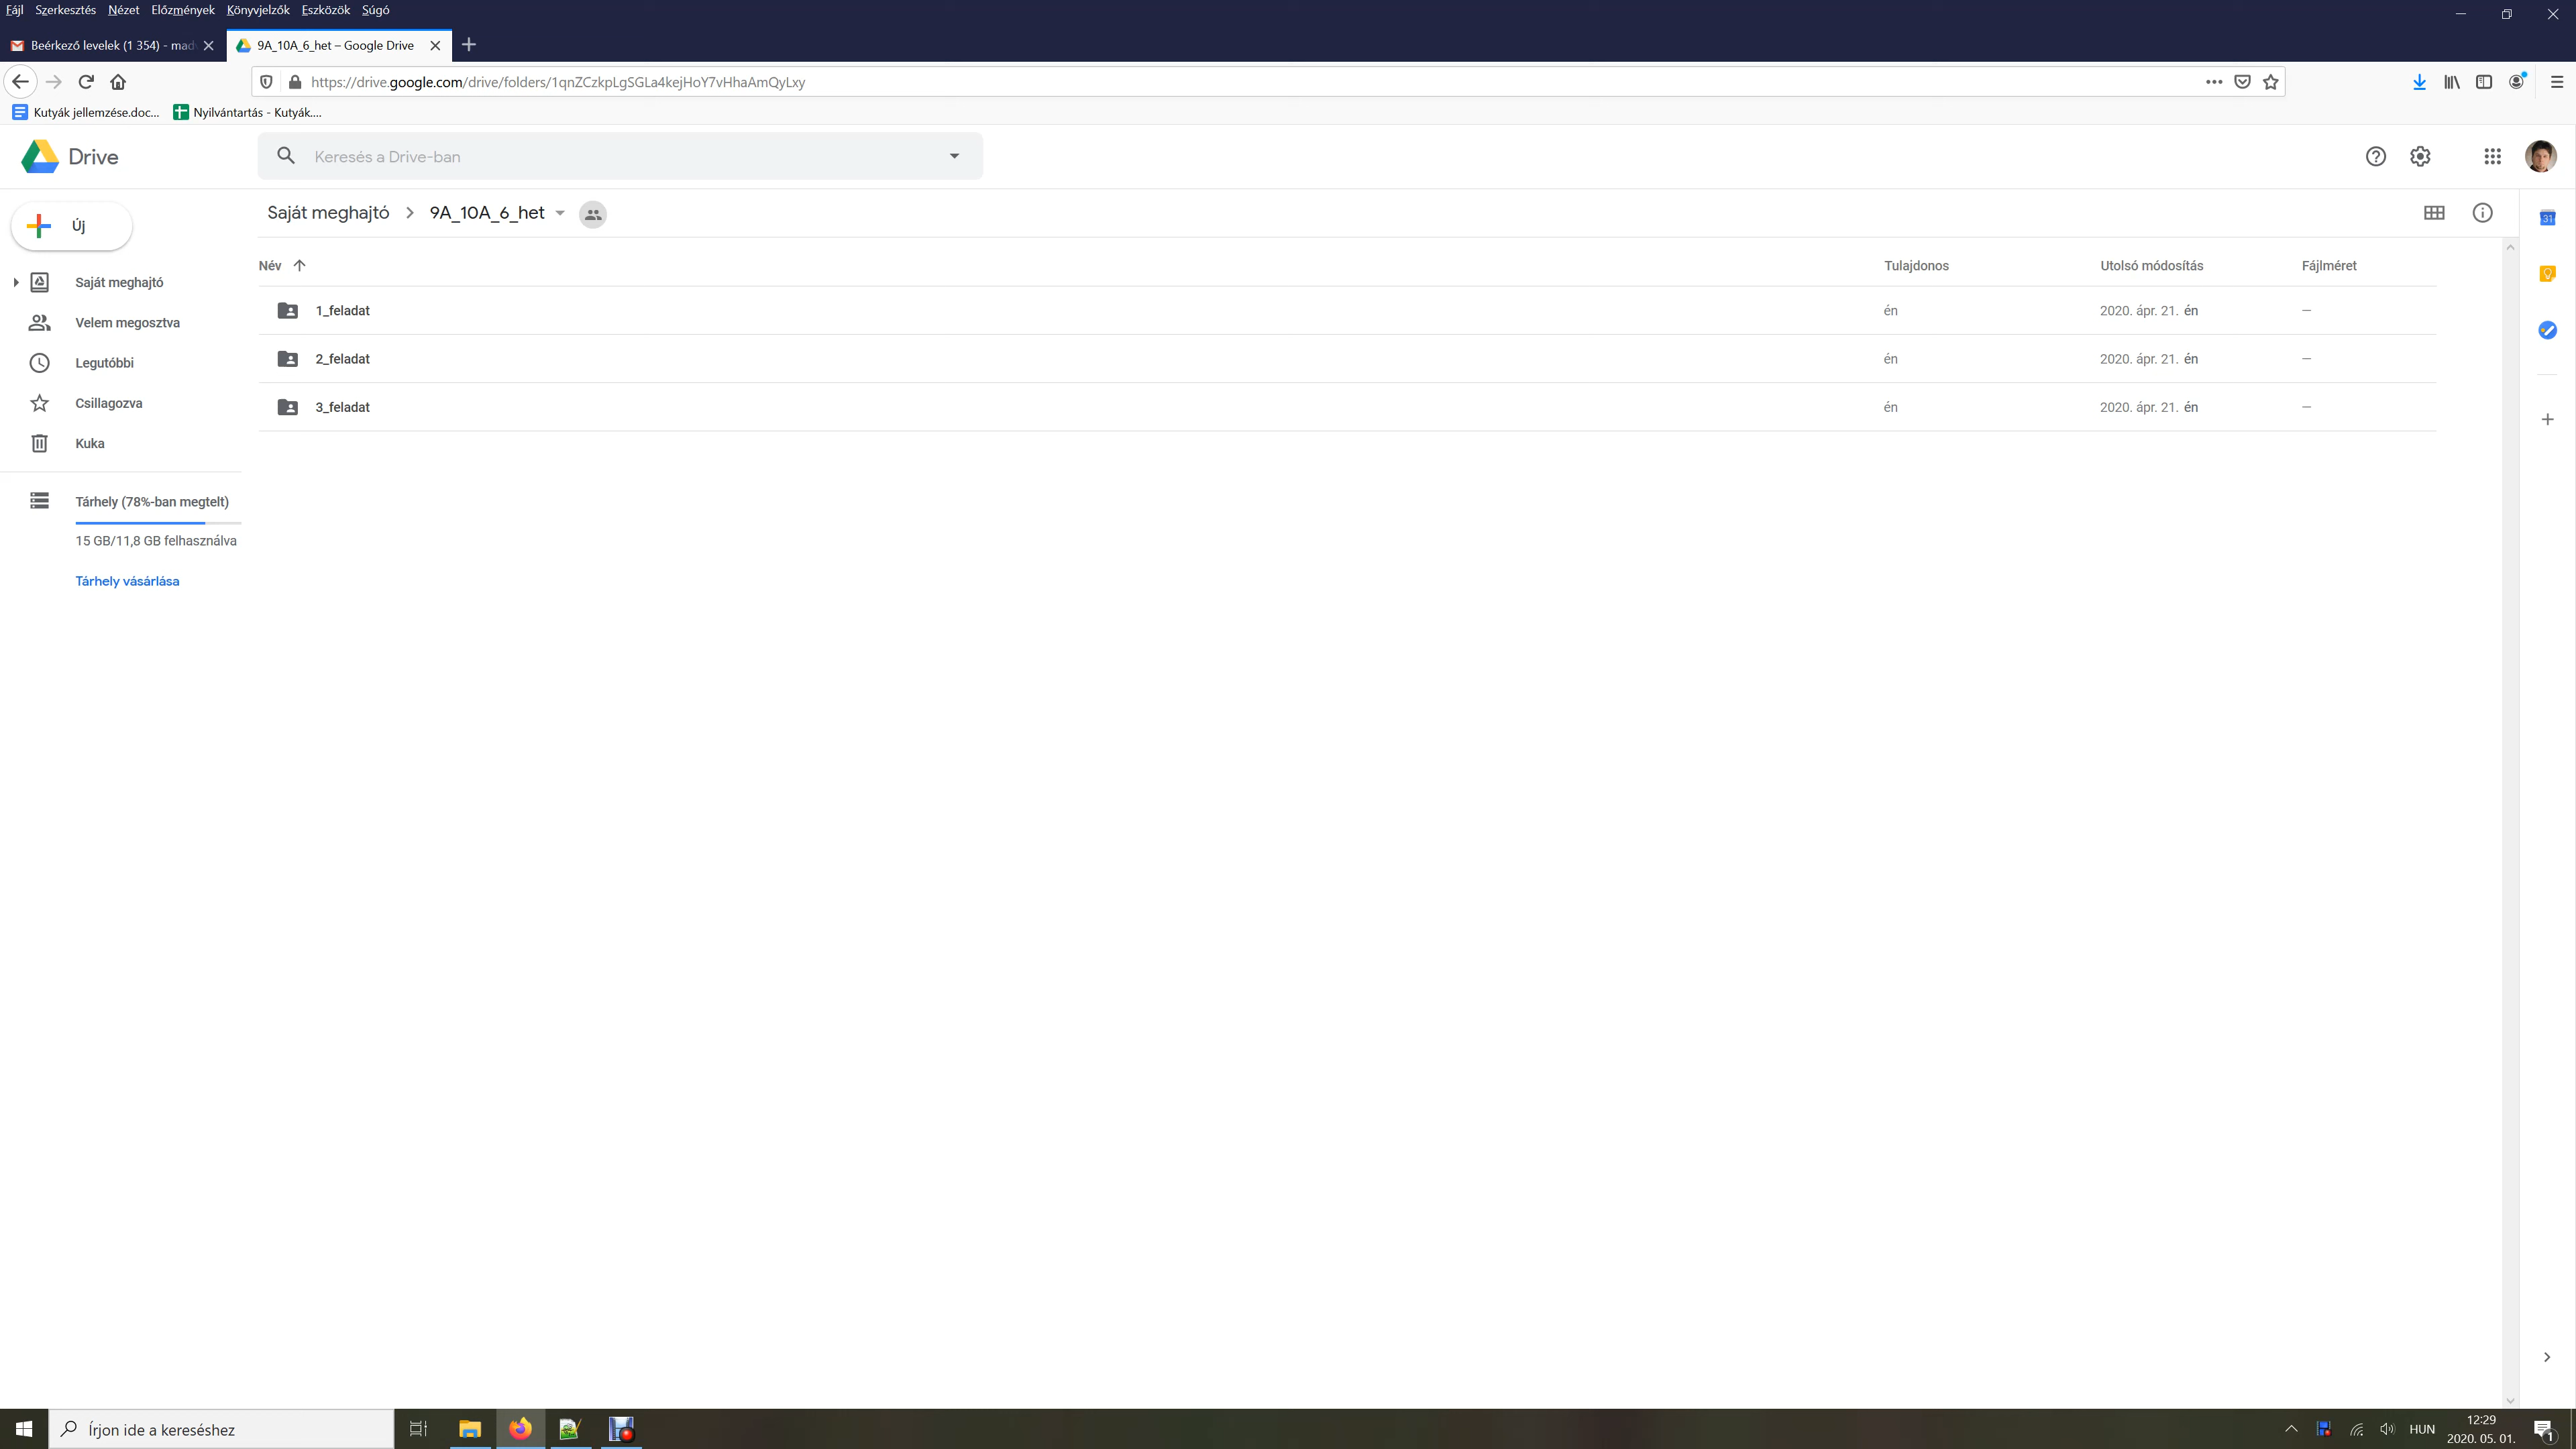 Fájl Szerkesztés Nézet Előzmények Könyvjelzők Eszközök Súgó
Beérkező levelek (1 354) - mad
9A_10A_6_het – Google Drive
https://drive.google.com/drive/folders/1qnZCzkpLgSGLa4kejHoY7vHhaAmQyLxy
Kutyák jellemzése.doc... Nyilvántartás - Kutyák....
Drive
Keresés a Drive-ban
Új
Saját meghajtó
Velem megosztva
Legutóbbi
Csillagozva
Kuka
Tárhely (78%-ban megtelt)
15 GB/11,8 GB felhasználva
Tárhely vásárlása
Saját meghajtó 9A_10A_6_het
Név Tulajdonos Utolsó módosítás Fájlméret
1_feladat én 2020. ápr. 21. én —
2_feladat én 2020. ápr. 21. én —
3_feladat én 2020. ápr. 21. én —
31
Írjon ide a kereséshez
HUN
12:29
2020. 05. 01.
1